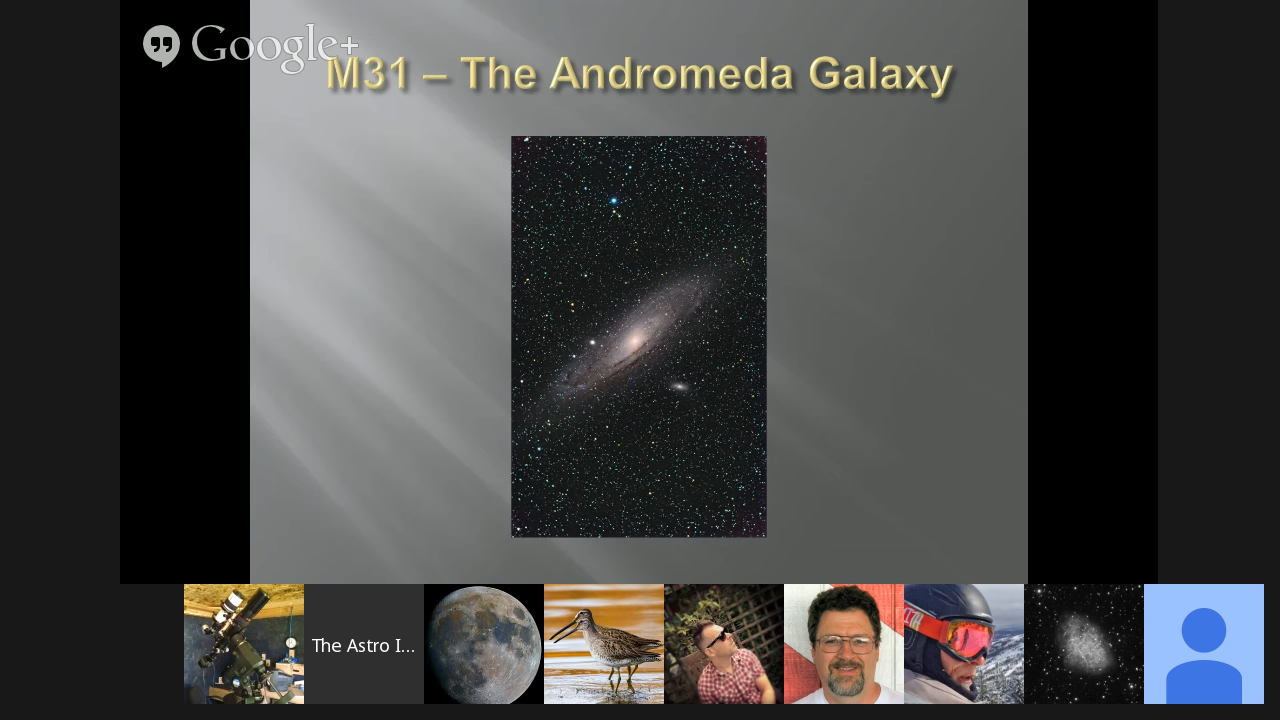 Google+
M31 – The Andromeda Galaxy
The Astro I...